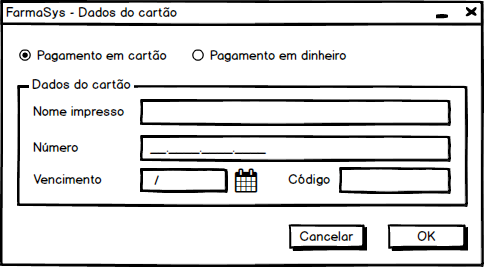 FarmaSys - Dados do cartão
Pagamento em cartão Pagamento em dinheiro
Dados do cartão
Nome impresso
Número __.____.____.____
Vencimento / Código
Cancelar OK